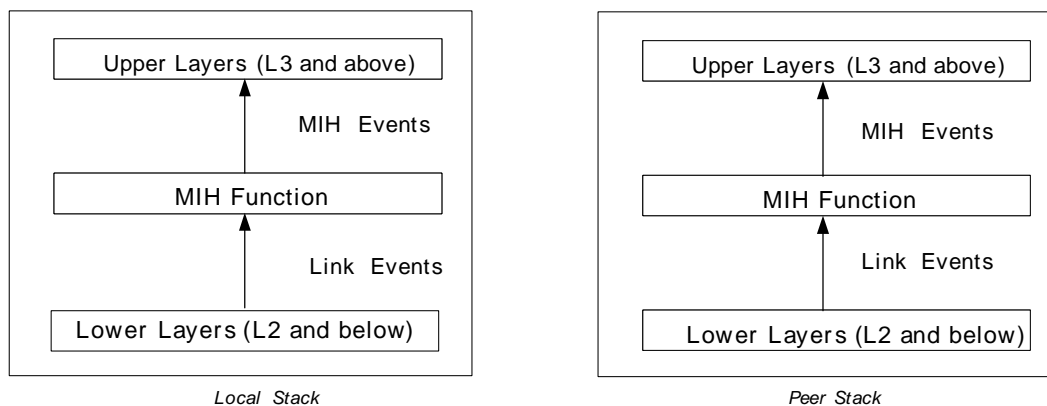 Upper Layers (L3 and above)
MIH Events
MIH Function
Link Events
Lower Layers (L2 and below)
Local Stack
Upper Layers (L3 and above)
MIH Events
MIH Function
Link Events
Lower Layers (L2 and below)
Peer Stack